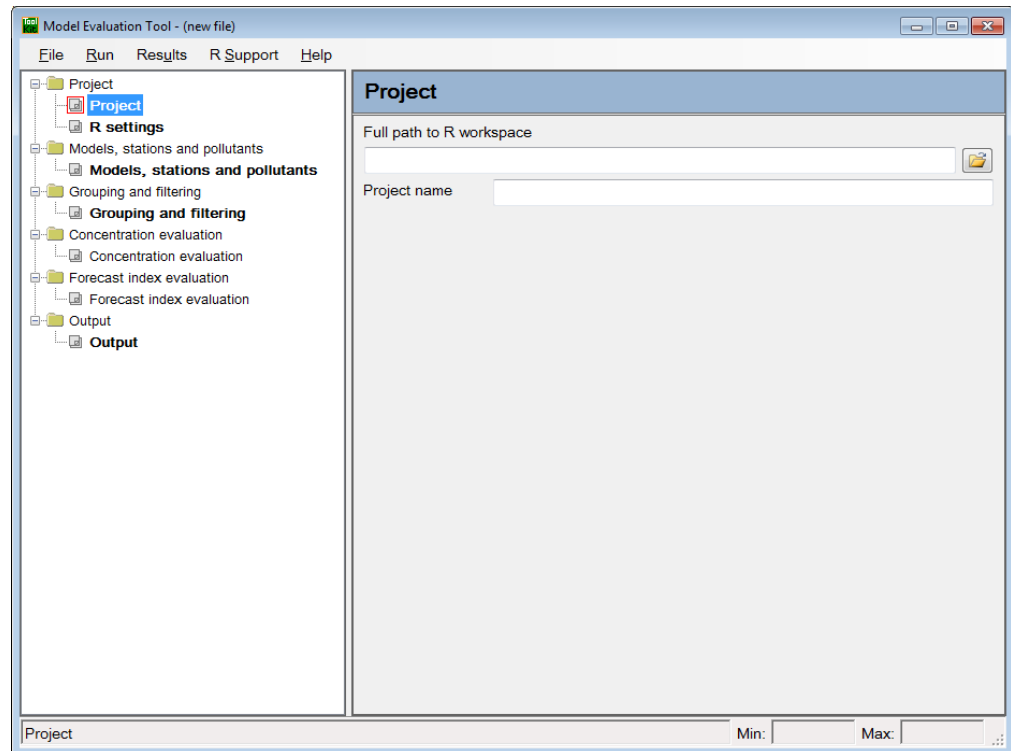 Tool
Kit
Model Evaluation Tool - (new file)
File Run Results R Support Help
Project
Project
R settings
Models, stations and pollutants
Models, stations and pollutants
Grouping and filtering
Grouping and filtering
Concentration evaluation
Concentration evaluation
Forecast index evaluation
Forecast index evaluation
Output
Output
Project
Full path to R workspace
Project name
Project
Min:
Max: